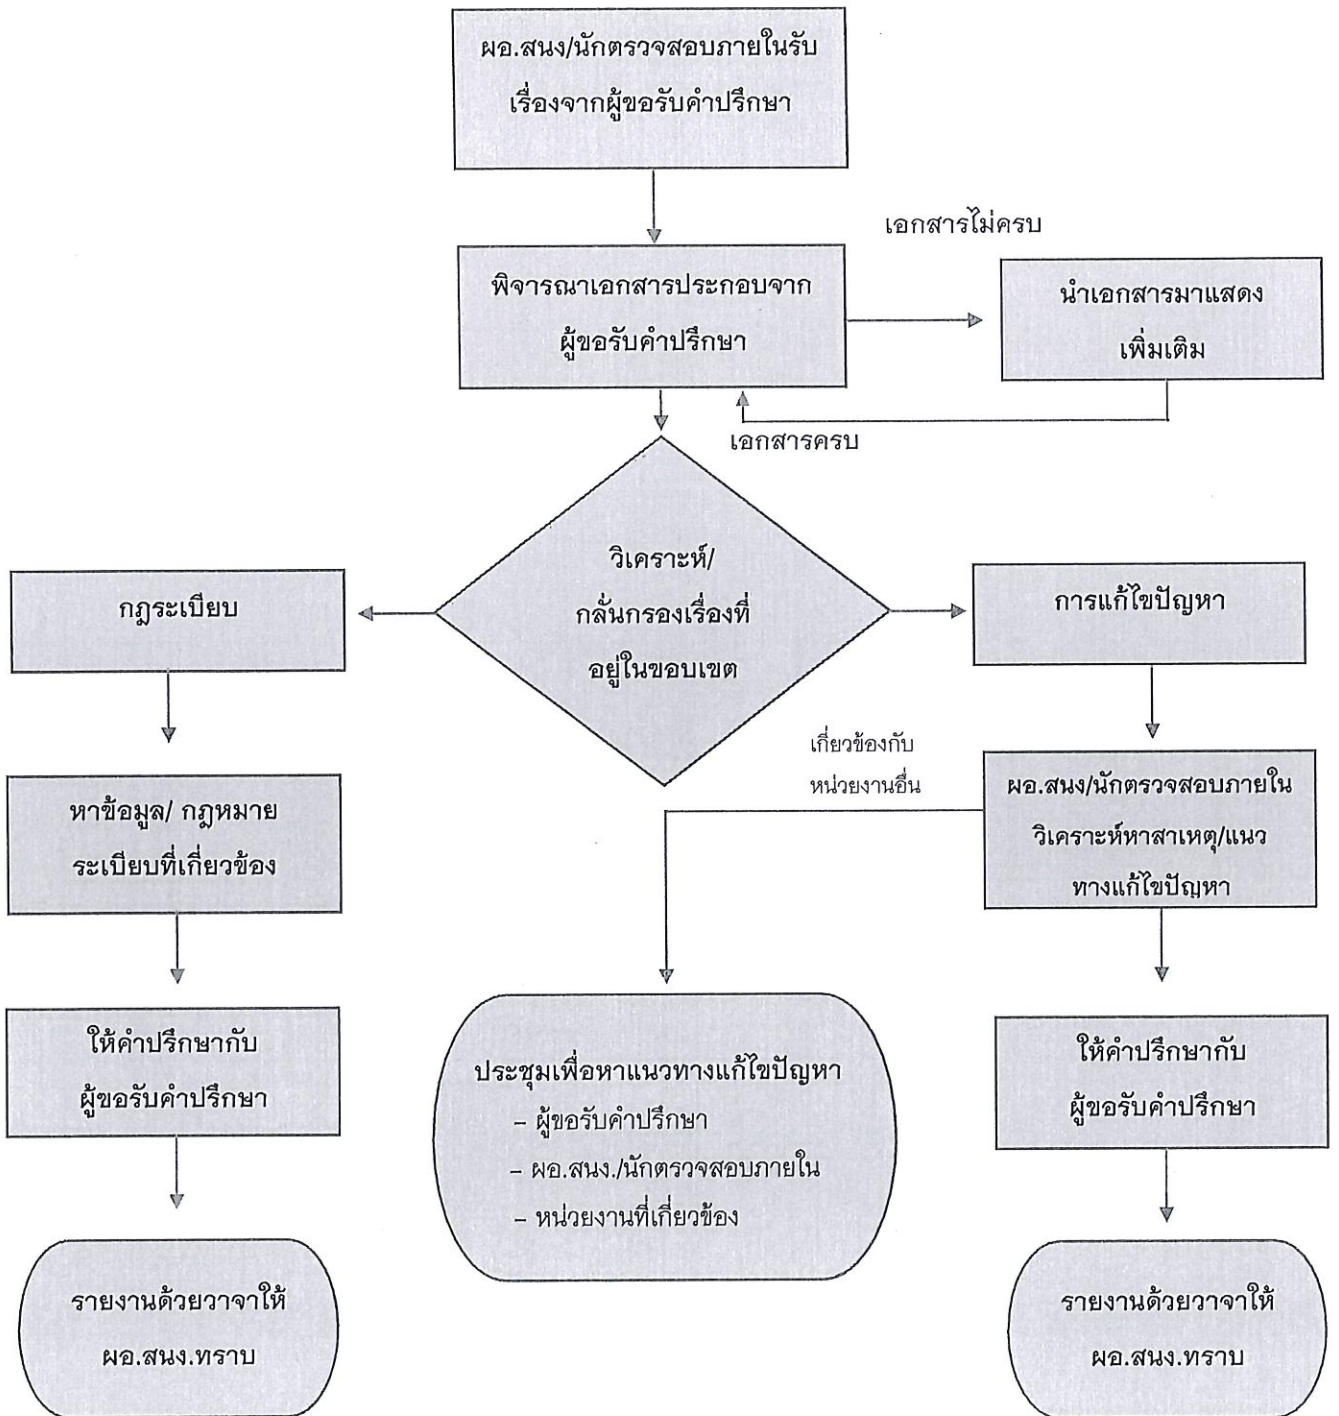 ผอ.สนง/นักตรวจสอบภายในรับ
เรื่องจากผู้ขอรับคำปรึกษา
เอกสารไม่ครบ
พิจารณาเอกสารประกอบจาก
ผู้ขอรับคำปรึกษา
นำเอกสารมาแสดง
เพิ่มเติม
เอกสารครบ
วิเคราะห์/
กลั่นกรองเรื่องที่
อยู่ในขอบเขต
กฎระเบียบ
การแก้ไขปัญหา
เกี่ยวข้องกับ
หน่วยงานอื่น
หาข้อมูล/ กฎหมาย
ระเบียบที่เกี่ยวข้อง
ผอ.สนง/นักตรวจสอบภายใน
วิเคราะห์หาสาเหตุ/แนว
ทางแก้ไขปัญหา
ให้คำปรึกษากับ
ผู้ขอรับคำปรึกษา
ประชุมเพื่อหาแนวทางแก้ไขปัญหา
– ผู้ขอรับคำปรึกษา
– ผอ.สนง./นักตรวจสอบภายใน
– หน่วยงานที่เกี่ยวข้อง
ให้คำปรึกษากับ
ผู้ขอรับคำปรึกษา
รายงานด้วยวาจาให้
ผอ.สนง.ทราบ
รายงานด้วยวาจาให้
ผอ.สนง.ทราบ